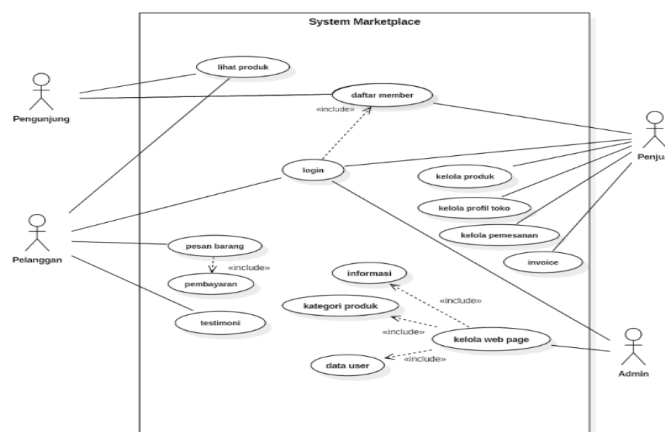 System Marketplace
lihat produk
Pengunjung
daftar member
«include»
Penjual
login
kelola produk
kelola profil toko
Pelanggan
pesan barang
kelola pemesanan
«include»
informasi
invoice
pembayaran
kategori produk
«include»
testimoni
«include»
kelola web page
data user
«include»
Admin